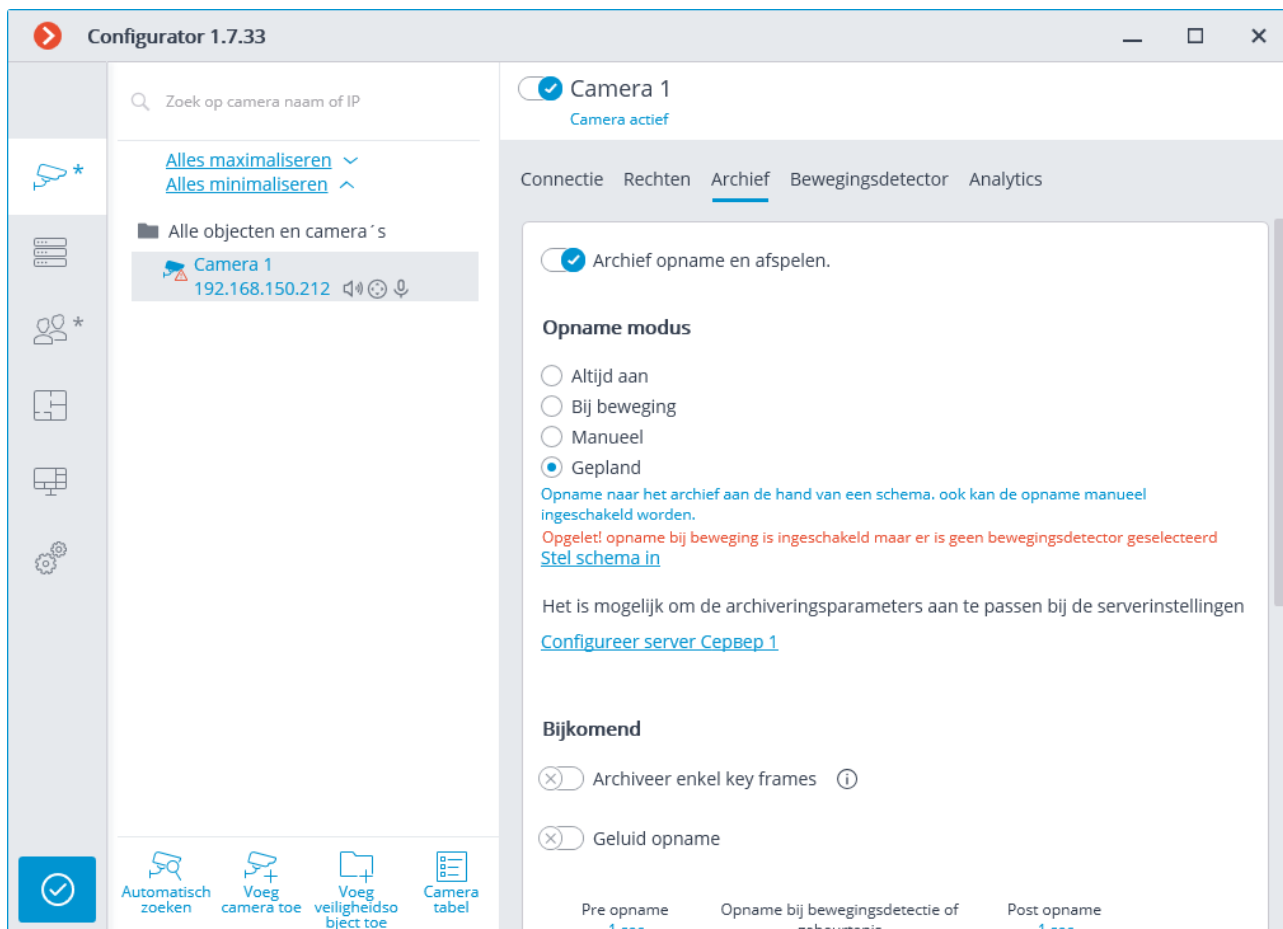 Configurator 1.7.33
Zoek op camera naam of IP
Alles maximaliseren
Alles minimaliseren
Alle objecten en camera´s
Camera 1
192.168.150.212
Automatisch
zoeken
Voeg
camera toe
Voeg
veiligheidso
bject toe
Camera
tabel
Camera 1
Camera actief
Connectie Rechten Archief Bewegingsdetector Analytics
Archief opname en afspelen.
Opname modus
Altijd aan
Bij beweging
Manueel
Gepland
Opname naar het archief aan de hand van een schema. ook kan de opname manueel
ingeschakeld worden.
Opgelet! opname bij beweging is ingeschakeld maar er is geen bewegingsdetector geselecteerd
Stel schema in
Het is mogelijk om de archiveringsparameters aan te passen bij de serverinstellingen
Configureer server Сервер 1
Bijkomend
Archiveer enkel key frames
Geluid opname
Pre opname
1 sec
Opname bij bewegingsdetectie of
gebeurtenis
Post opname
1 sec